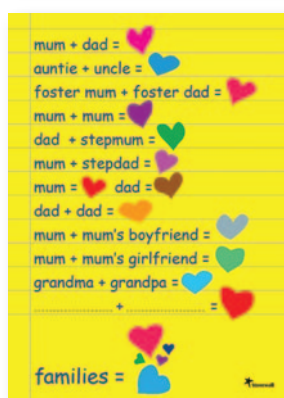 mum + dad =
auntie + uncle =
foster mum + foster dad =
mum + mum =
dad + stepmum =
mum + stepdad =
mum = dad =
dad + dad =
mum + mum's boyfriend =
mum + mum's girlfriend =
grandma + grandpa =
.................... + .................... =
families =
Stonewall